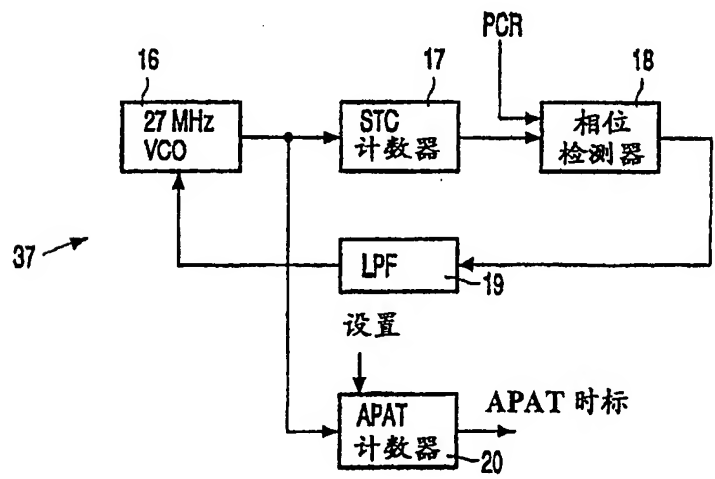 PCR
16
17
18
27 MHz
VCO
STC
计数器
相位
检测器
37
LPF
19
设置
APAT
计数器
APAT 时标
20